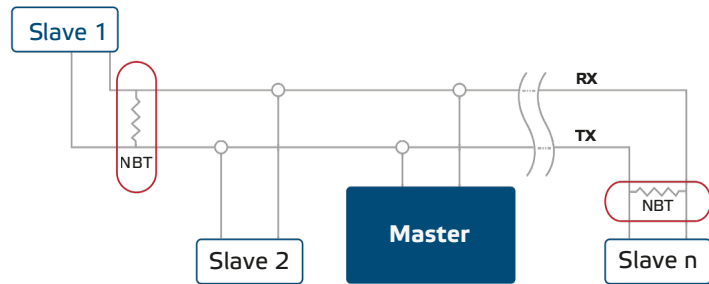 Slave 1
RX
TX
NBT
NBT
Master
Slave 2
Slave n